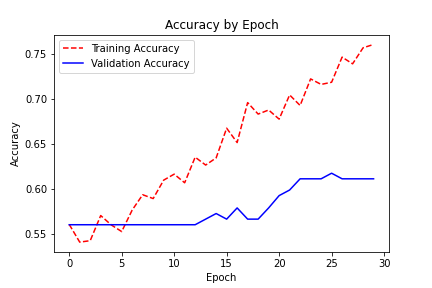 Accuracy by Epoch
Training Accuracy
Validation Accuracy
Accuracy
0.75
0.70
0.65
0.60
0.55
0 5 10 15 20 25 30
Epoch